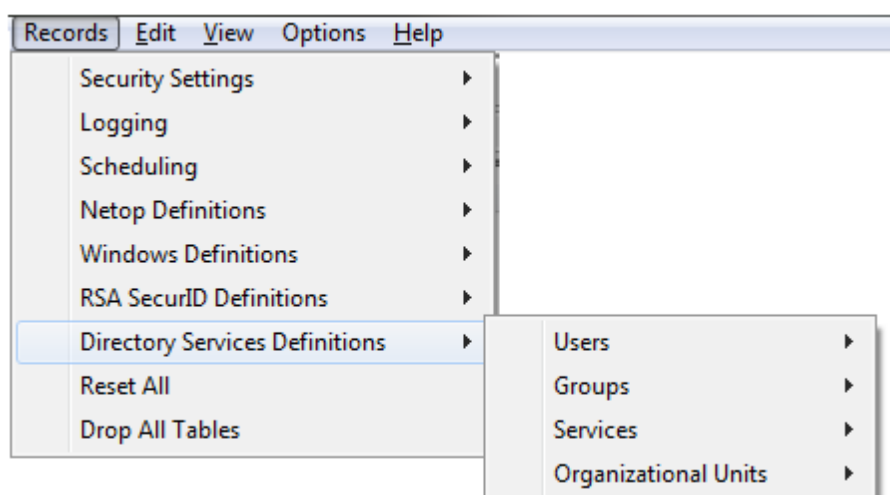 Records Edit View Options Help
Security Settings
Logging
Scheduling
Netop Definitions
Windows Definitions
RSA SecurID Definitions
Directory Services Definitions
Reset All
Drop All Tables
Users
Groups
Services
Organizational Units